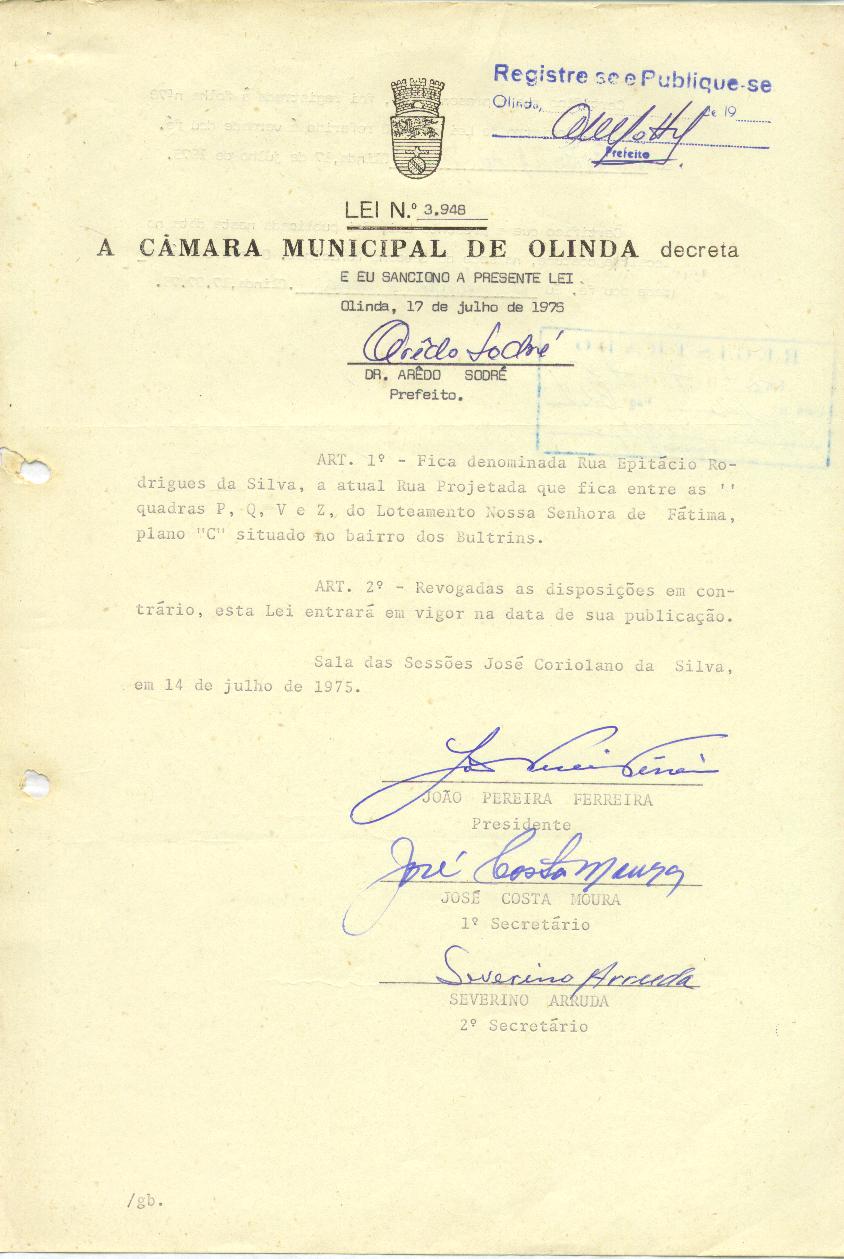 Registre se e Publique-se
Olinda, de 19
Prefeito
LEI N.º 3.948
A CÂMARA MUNICIPAL DE OLINDA decreta
E EU SANCIONO A PRESENTE LEI.
Olinda, 17 de julho de 1975
Arêdo Sodré
DR. ARÊDO SODRÉ
Prefeito.
ART. 1º - Fica denominada Rua Epitácio Ro-
drigues da Silva, a atual Rua Projetada que fica entre as ''
quadras P, Q, V e Z, do Loteamento Nossa Senhora de Fátima,
plano "C" situado no bairro dos Bultrins.
ART. 2º - Revogadas as disposições em con-
trário, esta Lei entrará em vigor na data de sua publicação.
Sala das Sessões José Coriolano da Silva,
em 14 de julho de 1975.
JOÃO PEREIRA FERREIRA
Presidente
José Costa Moura
JOSÉ COSTA MOURA
1º Secretário
Severino Arruda
SEVERINO ARRUDA
2º Secretário
/gb.